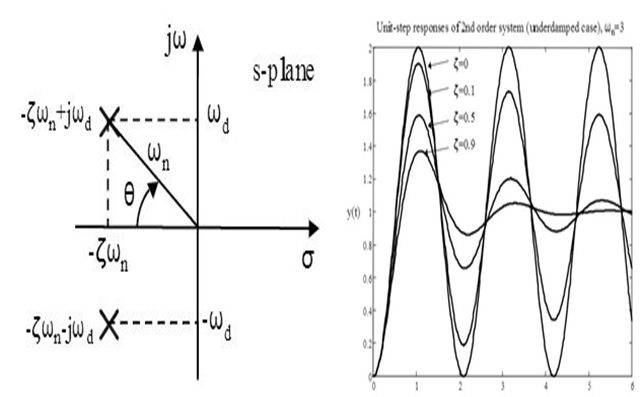 jω
s-plane
-ζωn+jωd
ωd
ωn
θ
-ζωn
σ
-ζωn-jωd
-ωd
Unit-step responses of 2nd order system (underdamped case), ωn=3
2
1.8
1.6
1.4
1.2
1
0.8
0.6
0.4
0.2
0
y(t)
ζ=0
ζ=0.1
ζ=0.5
ζ=0.9
0 1 2 3 4 5 6